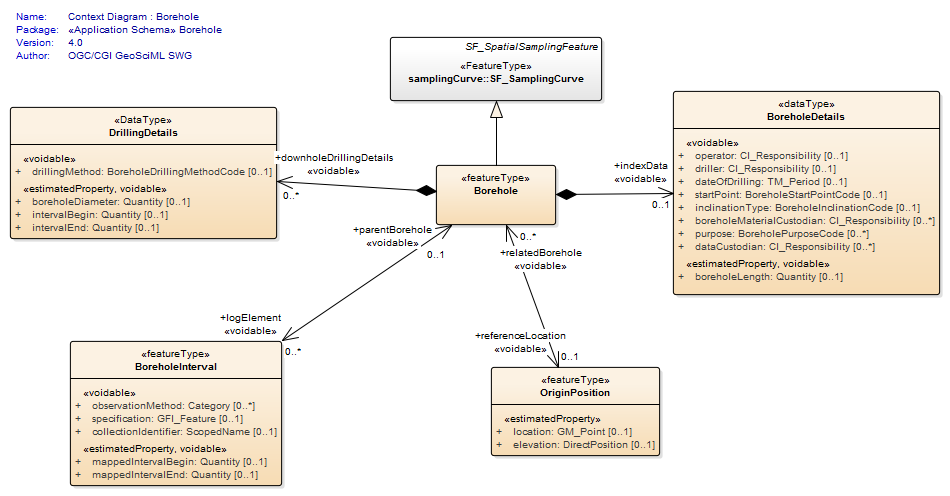 Name: Context Diagram : Borehole
Package: «Application Schema» Borehole
Version: 4.0
Author: OGC/CGI GeoSciML SWG
SF_SpatialSamplingFeature
«FeatureType»
samplingCurve::SF_SamplingCurve
«DataType»
DrillingDetails
«voidable»
+ drillingMethod: BoreholeDrillingMethodCode [0..1]
«estimatedProperty, voidable»
+ boreholeDiameter: Quantity [0..1]
+ intervalBegin: Quantity [0..1]
+ intervalEnd: Quantity [0..1]
+downholeDrillingDetails
«voidable»
0..*
«featureType»
Borehole
+indexData
«voidable»
0..1
«dataType»
BoreholeDetails
«voidable»
+ operator: CI_Responsibility [0..1]
+ driller: CI_Responsibility [0..1]
+ dateOfDrilling: TM_Period [0..1]
+ startPoint: BoreholeStartPointCode [0..1]
+ inclinationType: BoreholeInclinationCode [0..1]
+ boreholeMaterialCustodian: CI_Responsibility [0..*]
+ purpose: BoreholePurposeCode [0..*]
+ dataCustodian: CI_Responsibility [0..*]
«estimatedProperty, voidable»
+ boreholeLength: Quantity [0..1]
+parentBorehole
«voidable»
0..1
0..*
+relatedBorehole
«voidable»
+logElement
«voidable»
0..*
+referenceLocation
«voidable»
0..1
«featureType»
BoreholeInterval
«voidable»
+ observationMethod: Category [0..*]
+ specification: GFI_Feature [0..1]
+ collectionIdentifier: ScopedName [0..1]
«estimatedProperty, voidable»
+ mappedIntervalBegin: Quantity [0..1]
+ mappedIntervalEnd: Quantity [0..1]
«featureType»
OriginPosition
«estimatedProperty»
+ location: GM_Point [0..1]
+ elevation: DirectPosition [0..1]